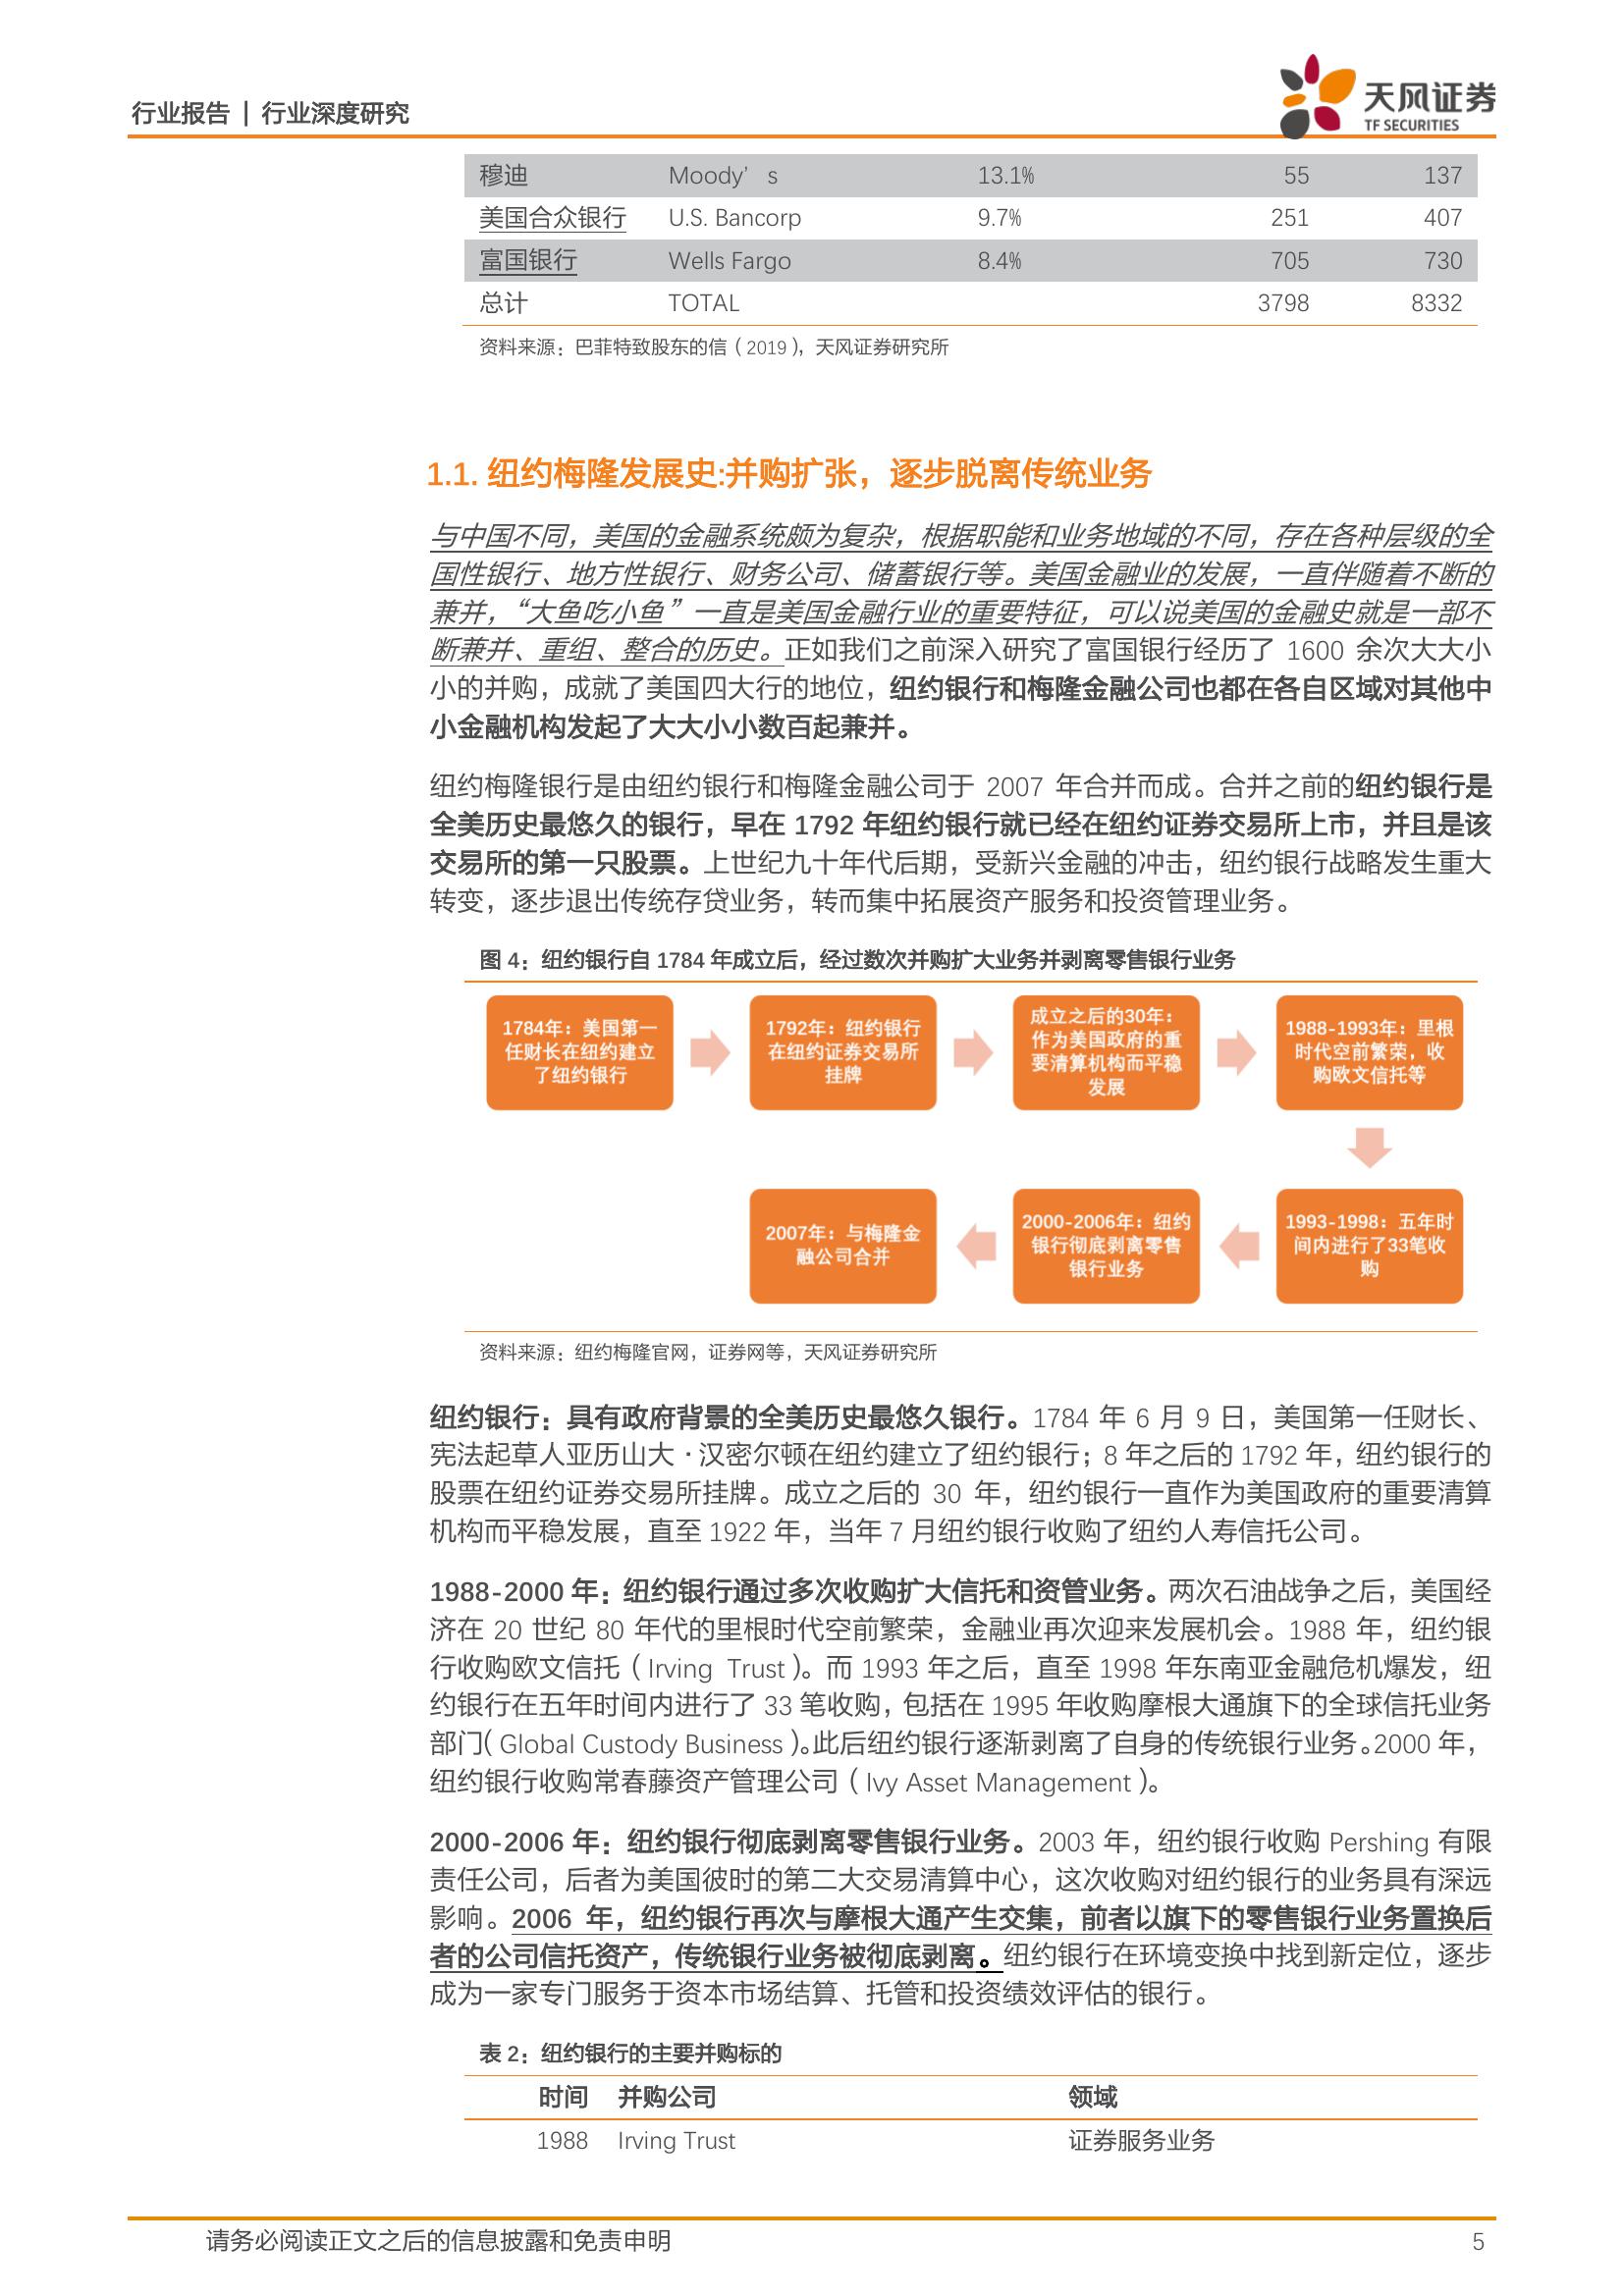 行业报告 | 行业深度研究
天风证券
TF SECURITIES
穆迪 Moody’s 13.1% 55 137
美国合众银行 U.S. Bancorp 9.7% 251 407
富国银行 Wells Fargo 8.4% 705 730
总计 TOTAL 3798 8332
资料来源：巴菲特致股东的信（2019），天风证券研究所
1.1. 纽约梅隆发展史:并购扩张，逐步脱离传统业务
与中国不同，美国的金融系统颇为复杂，根据职能和业务地域的不同，存在各种层级的全
国性银行、地方性银行、财务公司、储蓄银行等。美国金融业的发展，一直伴随着不断的
兼并，“大鱼吃小鱼”一直是美国金融行业的重要特征，可以说美国的金融史就是一部不
断兼并、重组、整合的历史。正如我们之前深入研究了富国银行经历了 1600 余次大大小
小的并购，成就了美国四大行的地位，纽约银行和梅隆金融公司也都在各自区域对其他中
小金融机构发起了大大小小数百起兼并。
纽约梅隆银行是由纽约银行和梅隆金融公司于 2007 年合并而成。合并之前的纽约银行是
全美历史最悠久的银行，早在 1792 年纽约银行就已经在纽约证券交易所上市，并且是该
交易所的第一只股票。上世纪九十年代后期，受新兴金融的冲击，纽约银行战略发生重大
转变，逐步退出传统存贷业务，转而集中拓展资产服务和投资管理业务。
图 4：纽约银行自 1784 年成立后，经过数次并购扩大业务并剥离零售银行业务
1784年：美国第一
任财长在纽约建立
了纽约银行
1792年：纽约银行
在纽约证券交易所
挂牌
成立之后的30年：
作为美国政府的重
要清算机构而平稳
发展
1988-1993年：里根
时代空前繁荣，收
购欧文信托等
1993-1998：五年时
间内进行了33笔收
购
2000-2006年：纽约
银行彻底剥离零售
银行业务
2007年：与梅隆金
融公司合并
资料来源：纽约梅隆官网，证券网等，天风证券研究所
纽约银行：具有政府背景的全美历史最悠久银行。1784 年 6 月 9 日，美国第一任财长、
宪法起草人亚历山大·汉密尔顿在纽约建立了纽约银行；8 年之后的 1792 年，纽约银行的
股票在纽约证券交易所挂牌。成立之后的 30 年，纽约银行一直作为美国政府的重要清算
机构而平稳发展，直至 1922 年，当年 7 月纽约银行收购了纽约人寿信托公司。
1988-2000 年：纽约银行通过多次收购扩大信托和资管业务。两次石油战争之后，美国经
济在 20 世纪 80 年代的里根时代空前繁荣，金融业再次迎来发展机会。1988 年，纽约银
行收购欧文信托（Irving Trust）。而 1993 年之后，直至 1998 年东南亚金融危机爆发，纽
约银行在五年时间内进行了 33 笔收购，包括在 1995 年收购摩根大通旗下的全球信托业务
部门（Global Custody Business）。此后纽约银行逐渐剥离了自身的传统银行业务。2000 年，
纽约银行收购常春藤资产管理公司（Ivy Asset Management）。
2000-2006 年：纽约银行彻底剥离零售银行业务。2003 年，纽约银行收购 Pershing 有限
责任公司，后者为美国彼时的第二大交易清算中心，这次收购对纽约银行的业务具有深远
影响。2006 年，纽约银行再次与摩根大通产生交集，前者以旗下的零售银行业务置换后
者的公司信托资产，传统银行业务被彻底剥离。纽约银行在环境变换中找到新定位，逐步
成为一家专门服务于资本市场结算、托管和投资绩效评估的银行。
表 2：纽约银行的主要并购标的
时间 并购公司 领域
1988 Irving Trust 证券服务业务
请务必阅读正文之后的信息披露和免责申明 5